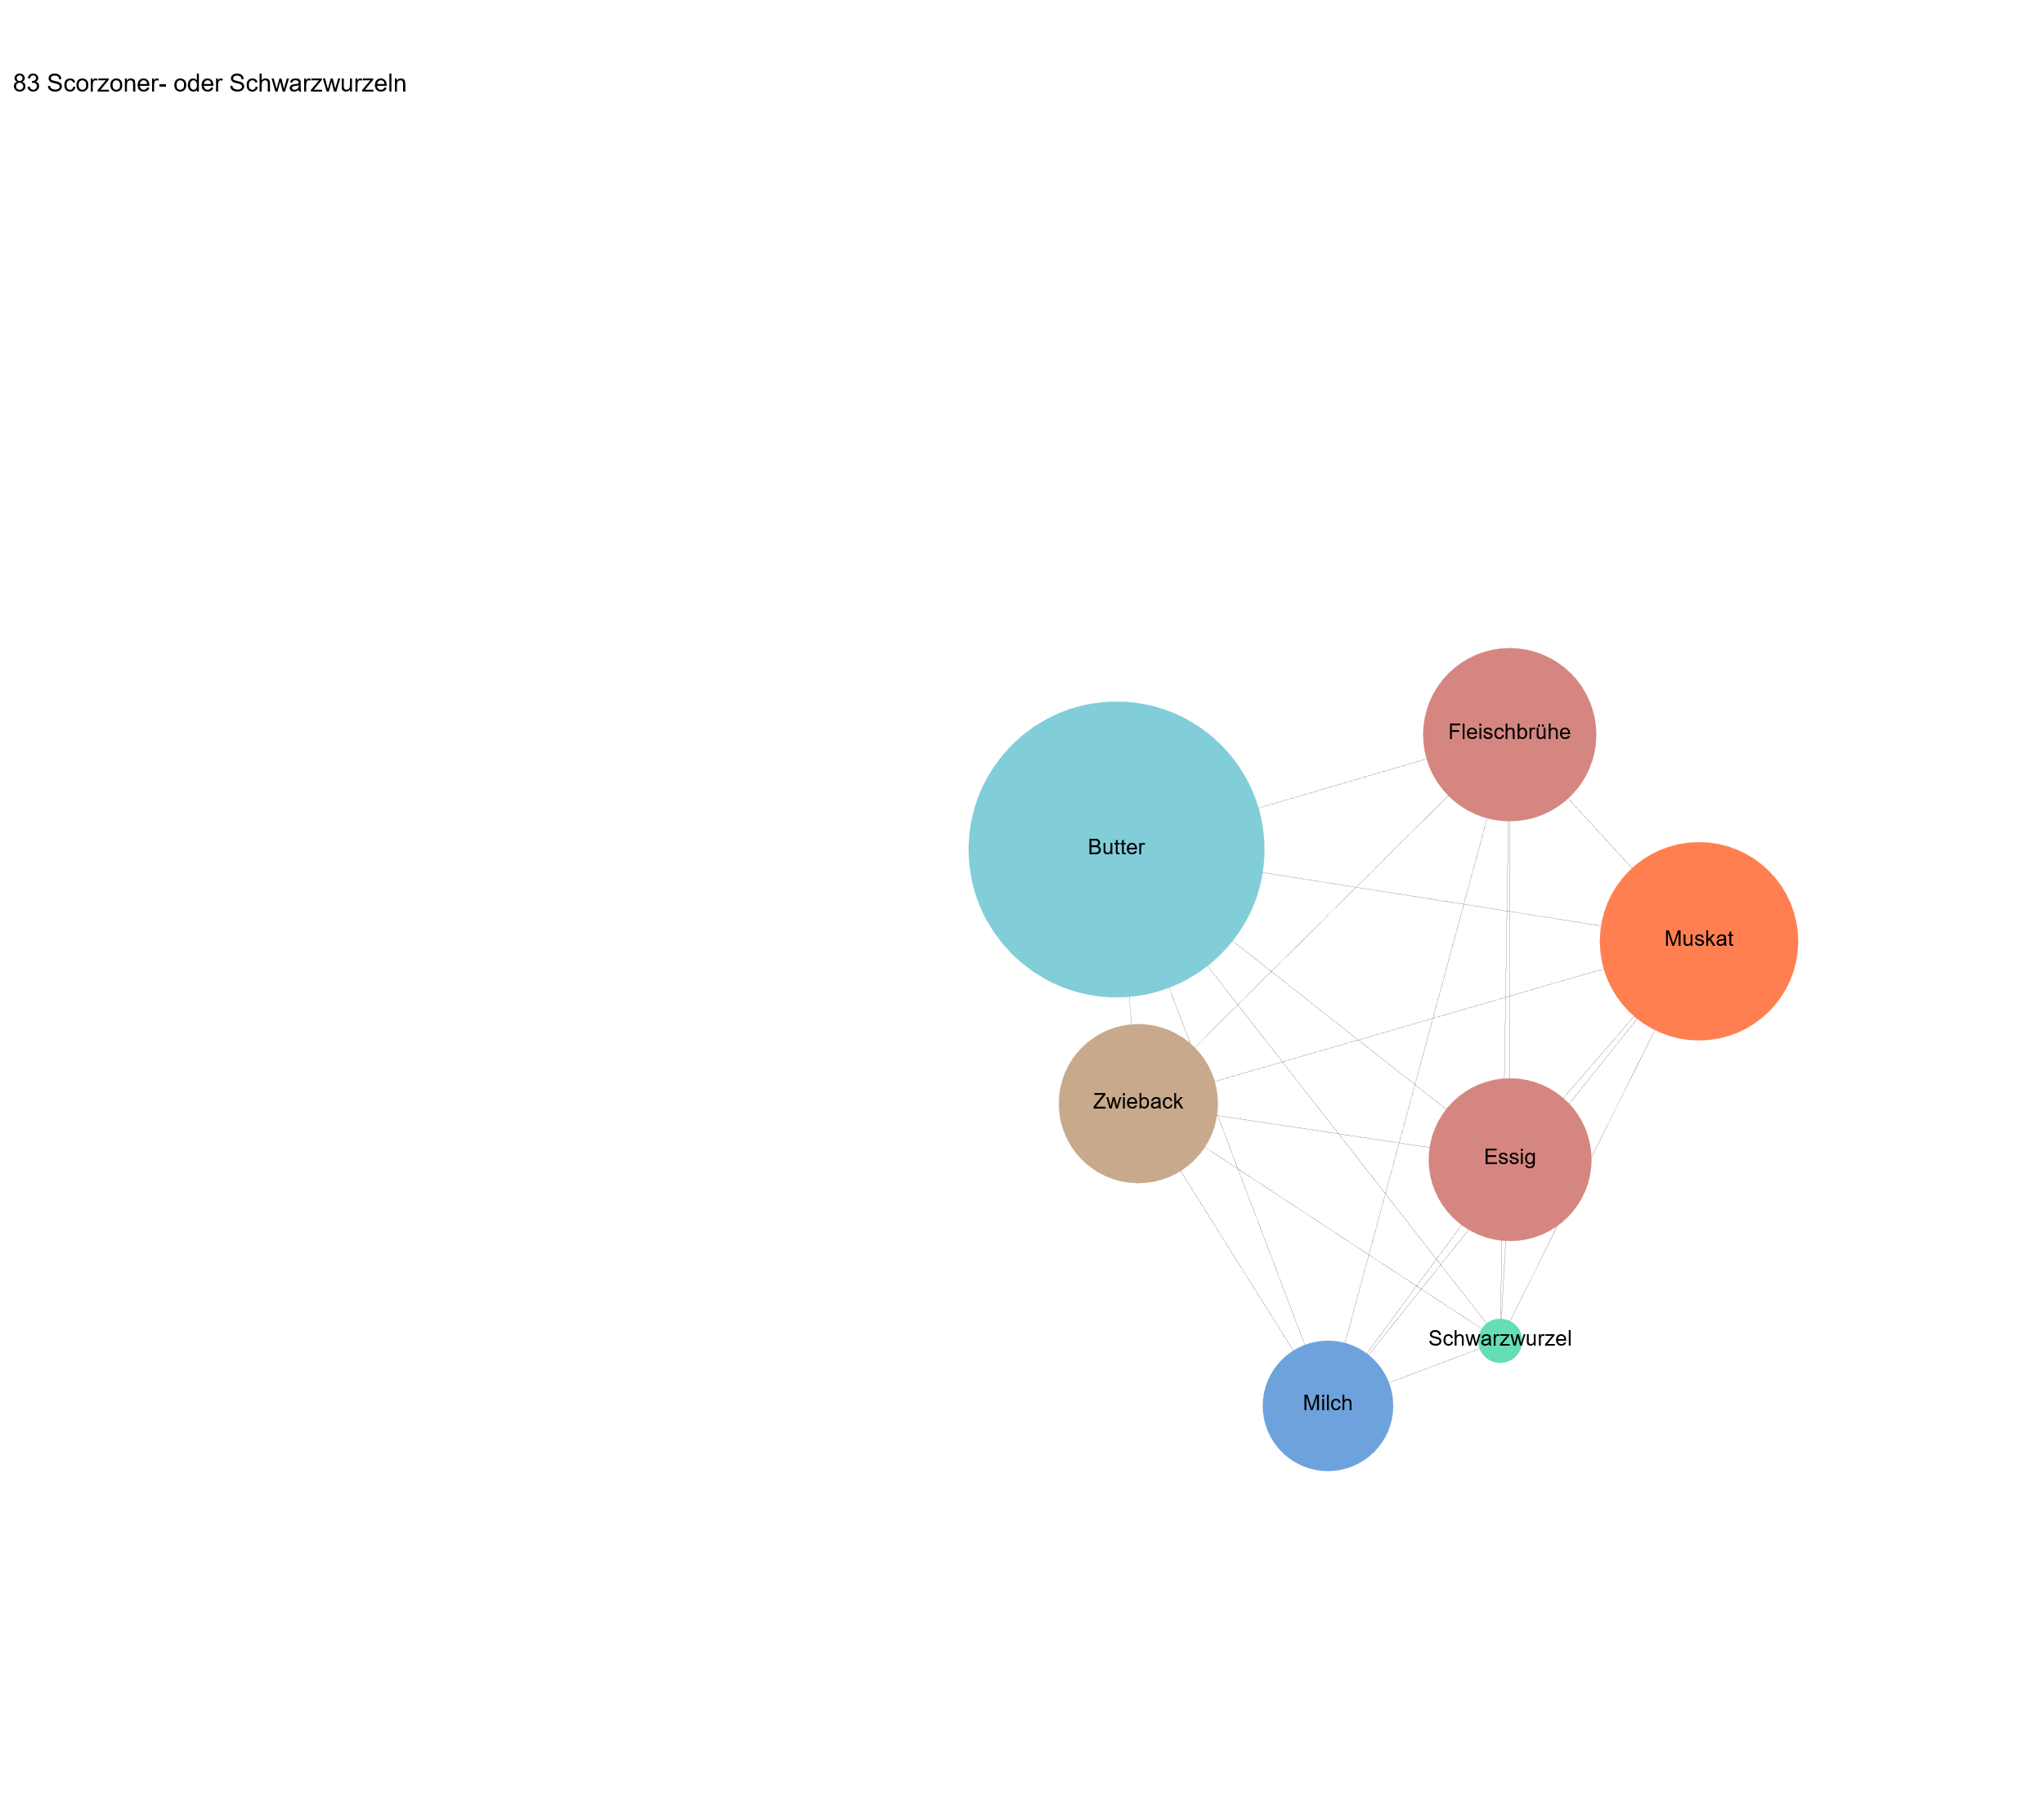 83 Scorzoner- oder Schwarzwurzeln
Fleischbrühe
Butter
Muskat
Zwieback
Essig
Schwarzwurzel
Milch